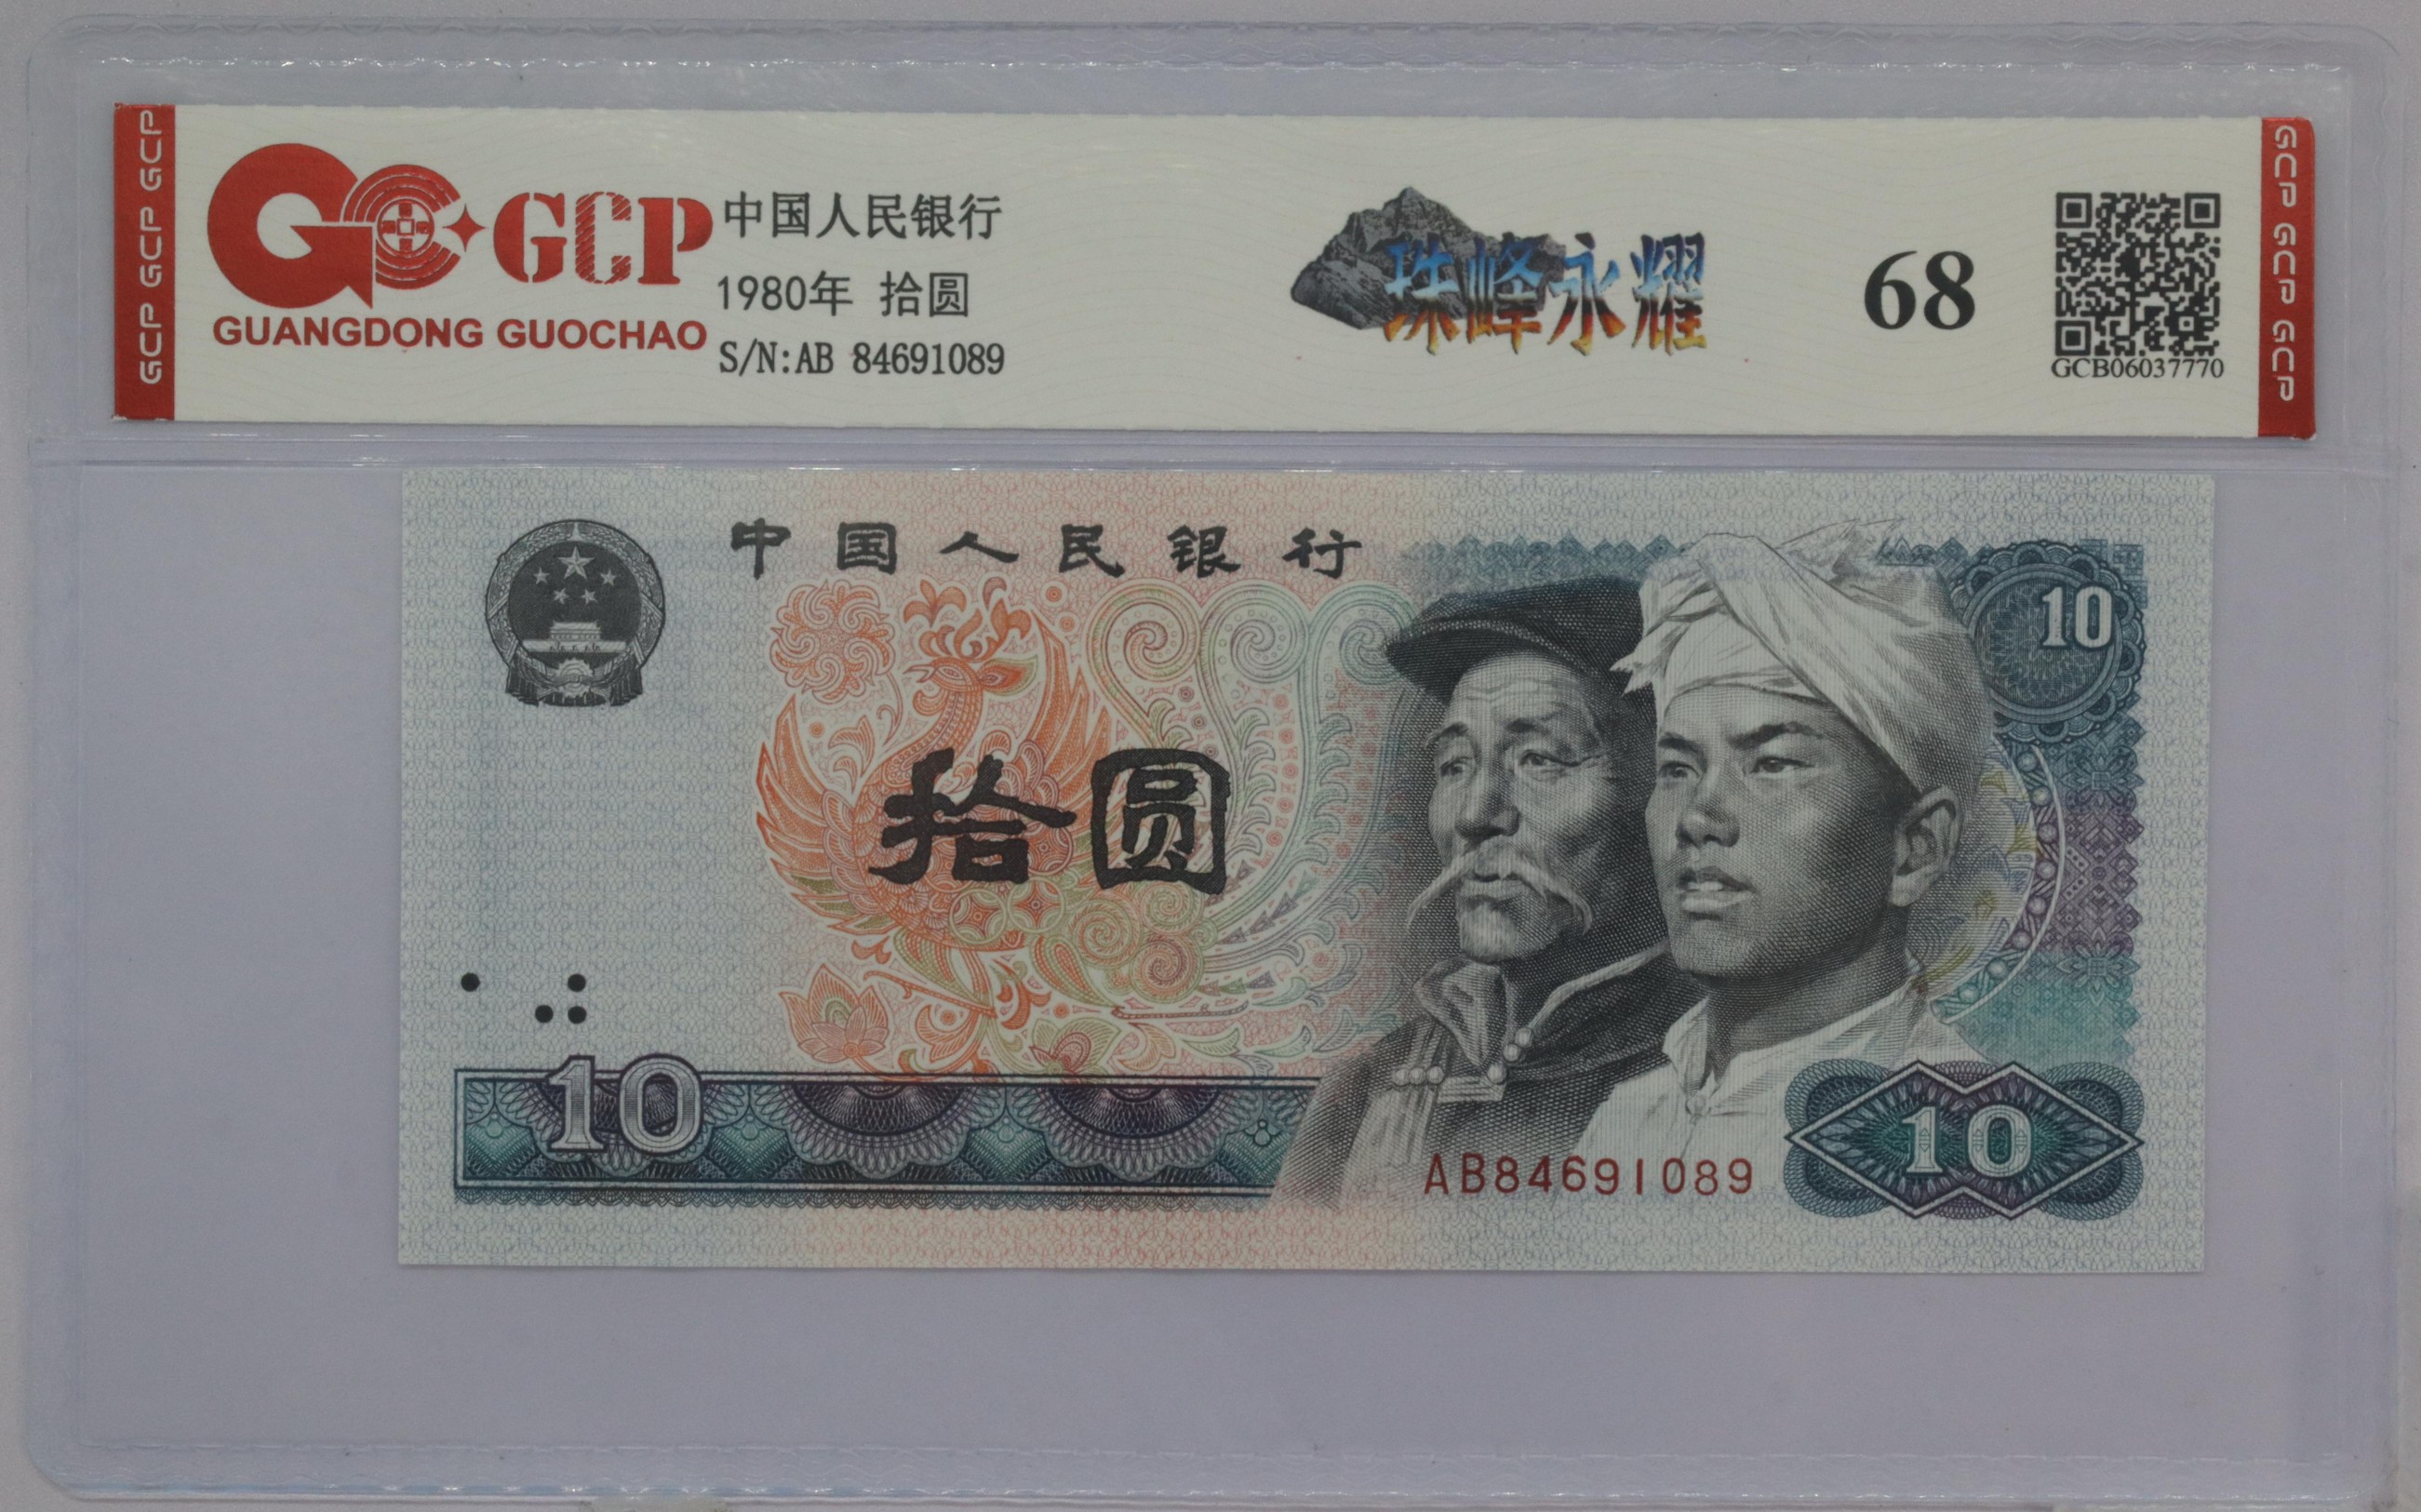 GCP GCP GCP
GCP
GUANGDONG GUOCHAO
中国人民银行
1980年 拾圆
S/N:AB 84691089
珠峰永耀
68
GCB06037770
GCP GCP GCP
中国人民银行
10
拾圆
10
AB84691089
10